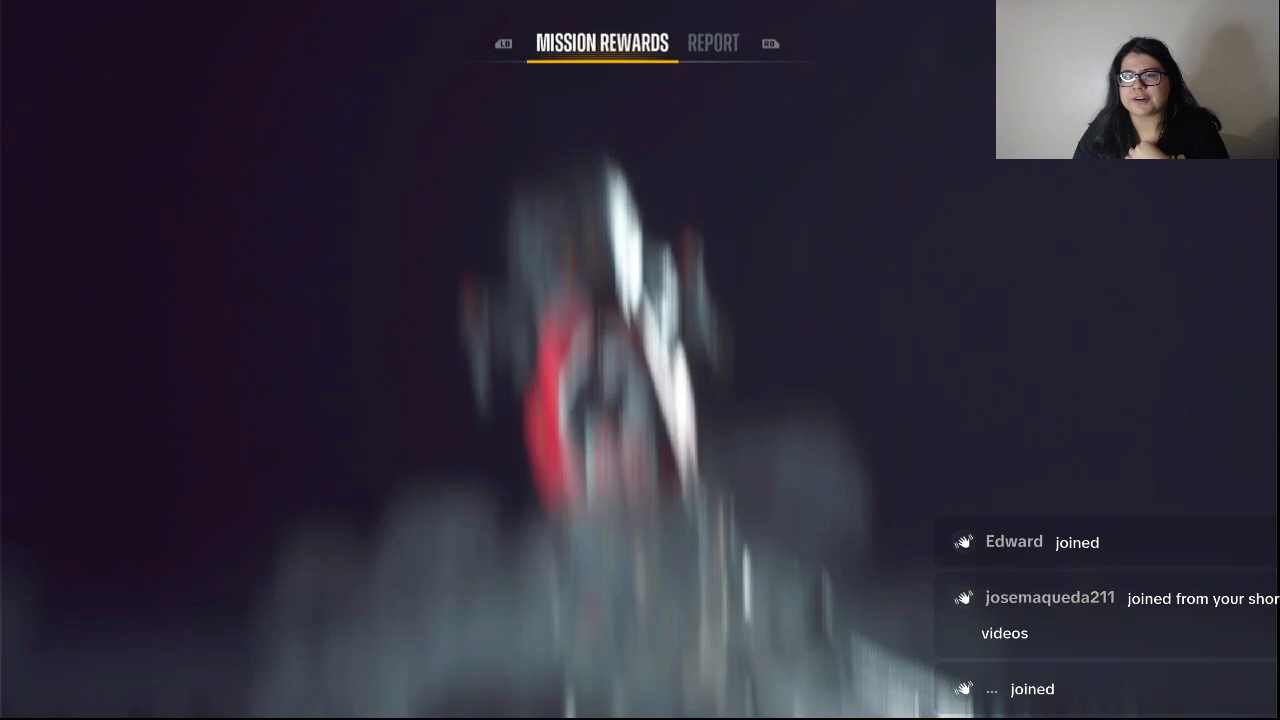 LB MISSION REWARDS REPORT RB
Edward joined
josemaqueda211 joined from your shor
videos
... joined